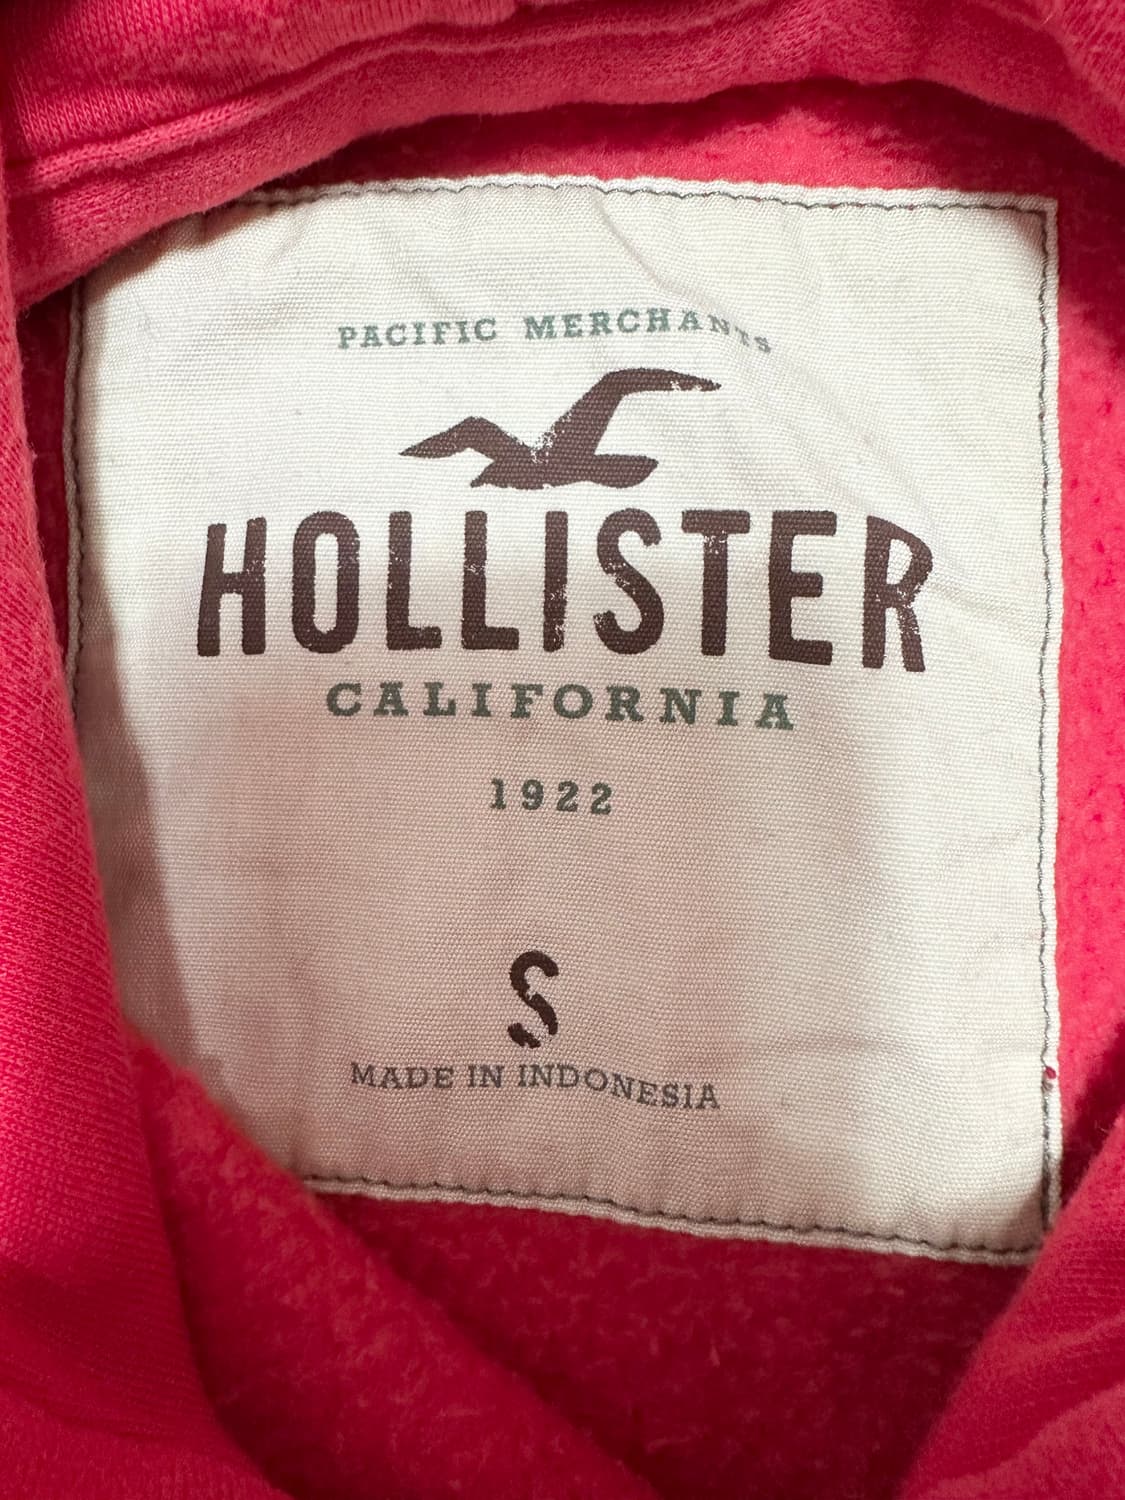 PACIFIC MERCHANTS
HOLLISTER
CALIFORNIA
1922
S
MADE IN INDONESIA